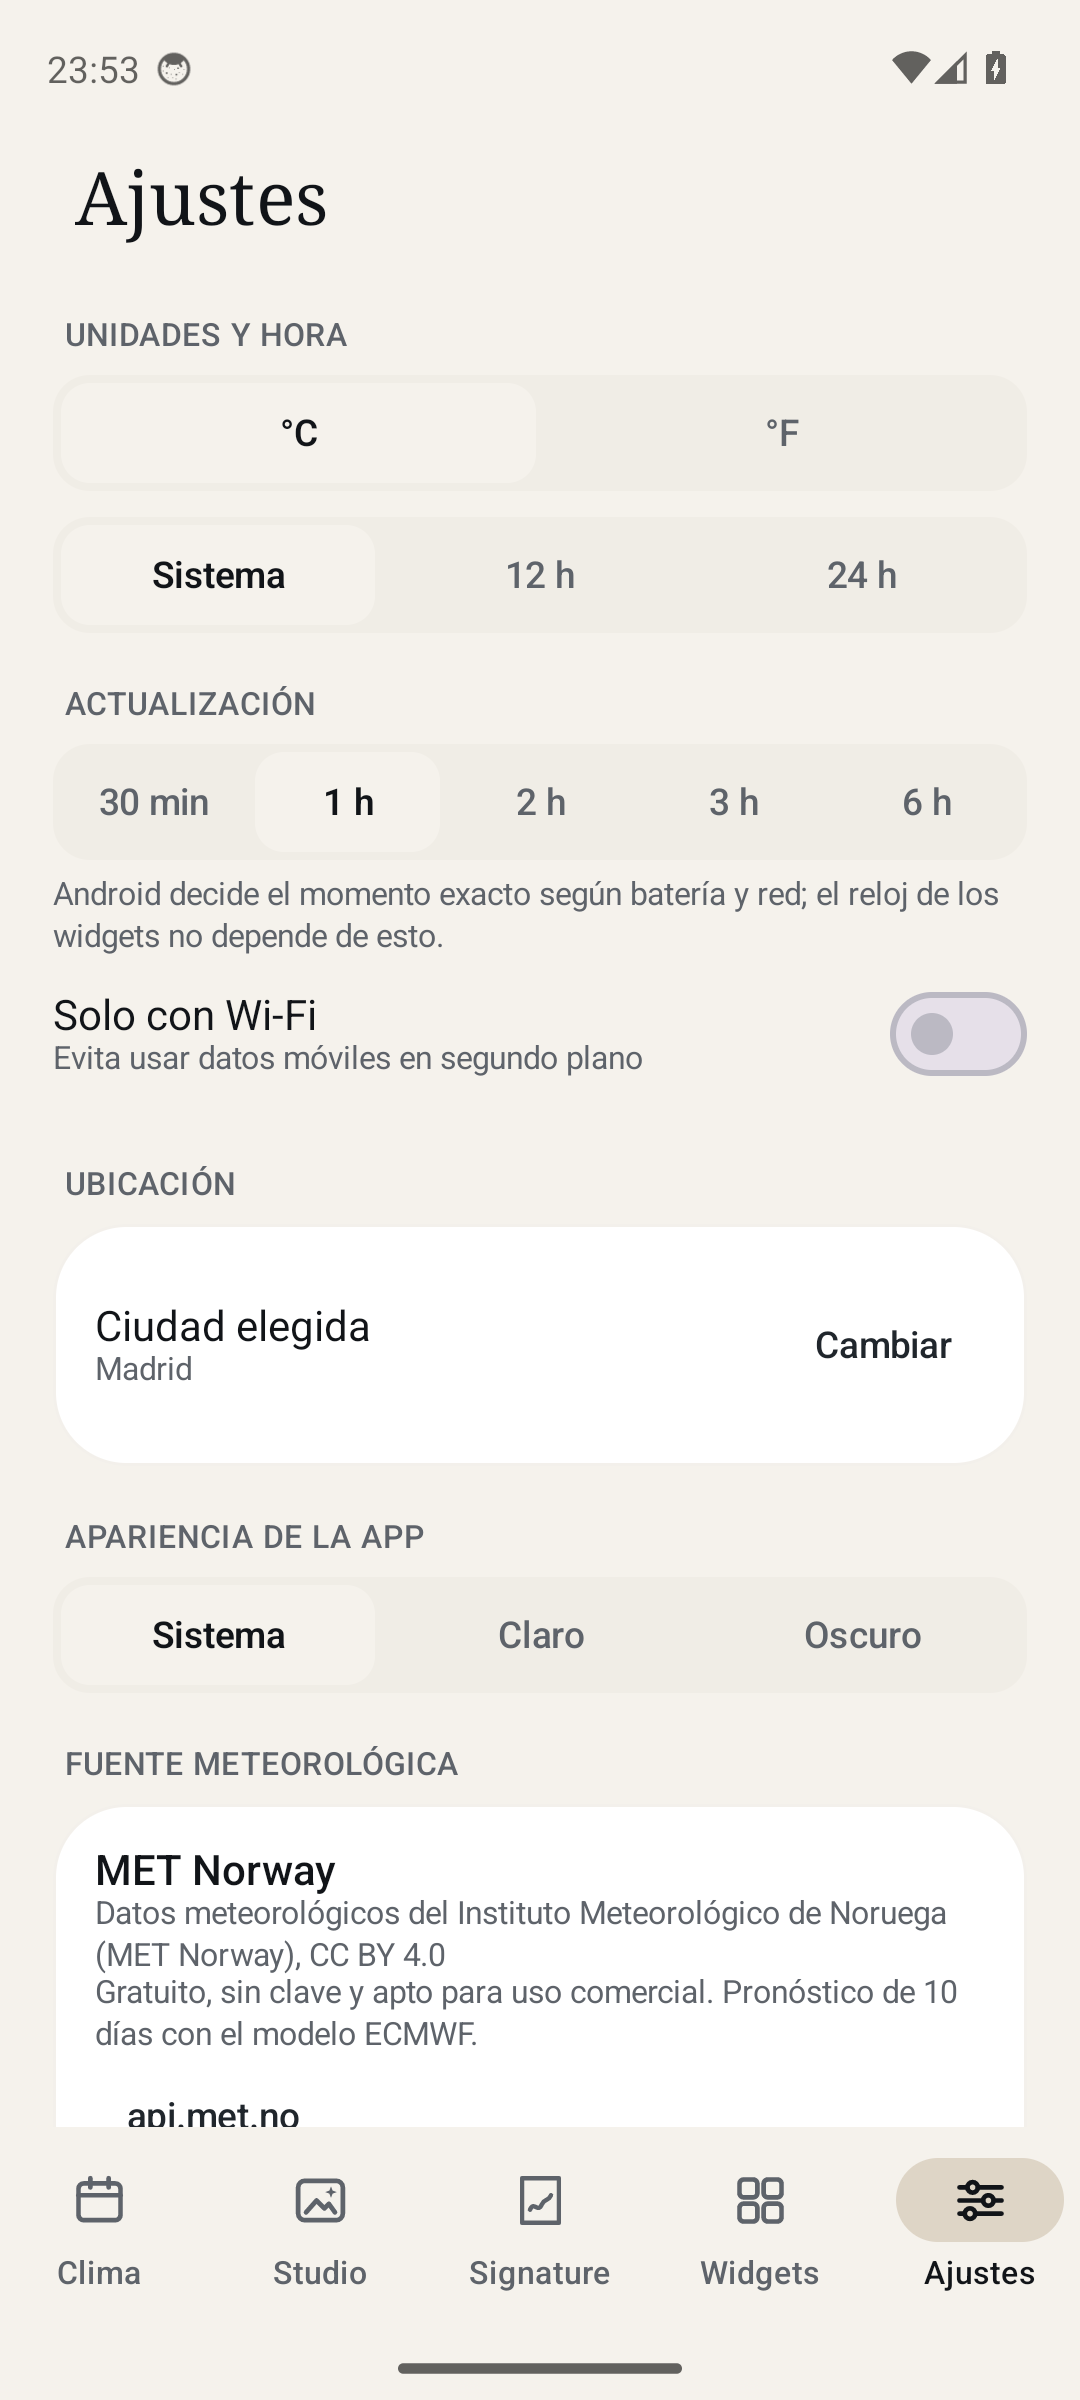 23:53
Ajustes
UNIDADES Y HORA
°C °F
Sistema 12 h 24 h
ACTUALIZACIÓN
30 min 1 h 2 h 3 h 6 h
Android decide el momento exacto según batería y red; el reloj de los
widgets no depende de esto.
Solo con Wi-Fi
Evita usar datos móviles en segundo plano
UBICACIÓN
Ciudad elegida
Madrid
Cambiar
APARIENCIA DE LA APP
Sistema Claro Oscuro
FUENTE METEOROLÓGICA
MET Norway
Datos meteorológicos del Instituto Meteorológico de Noruega
(MET Norway), CC BY 4.0
Gratuito, sin clave y apto para uso comercial. Pronóstico de 10
días con el modelo ECMWF.
api.met.no
Clima Studio Signature Widgets Ajustes